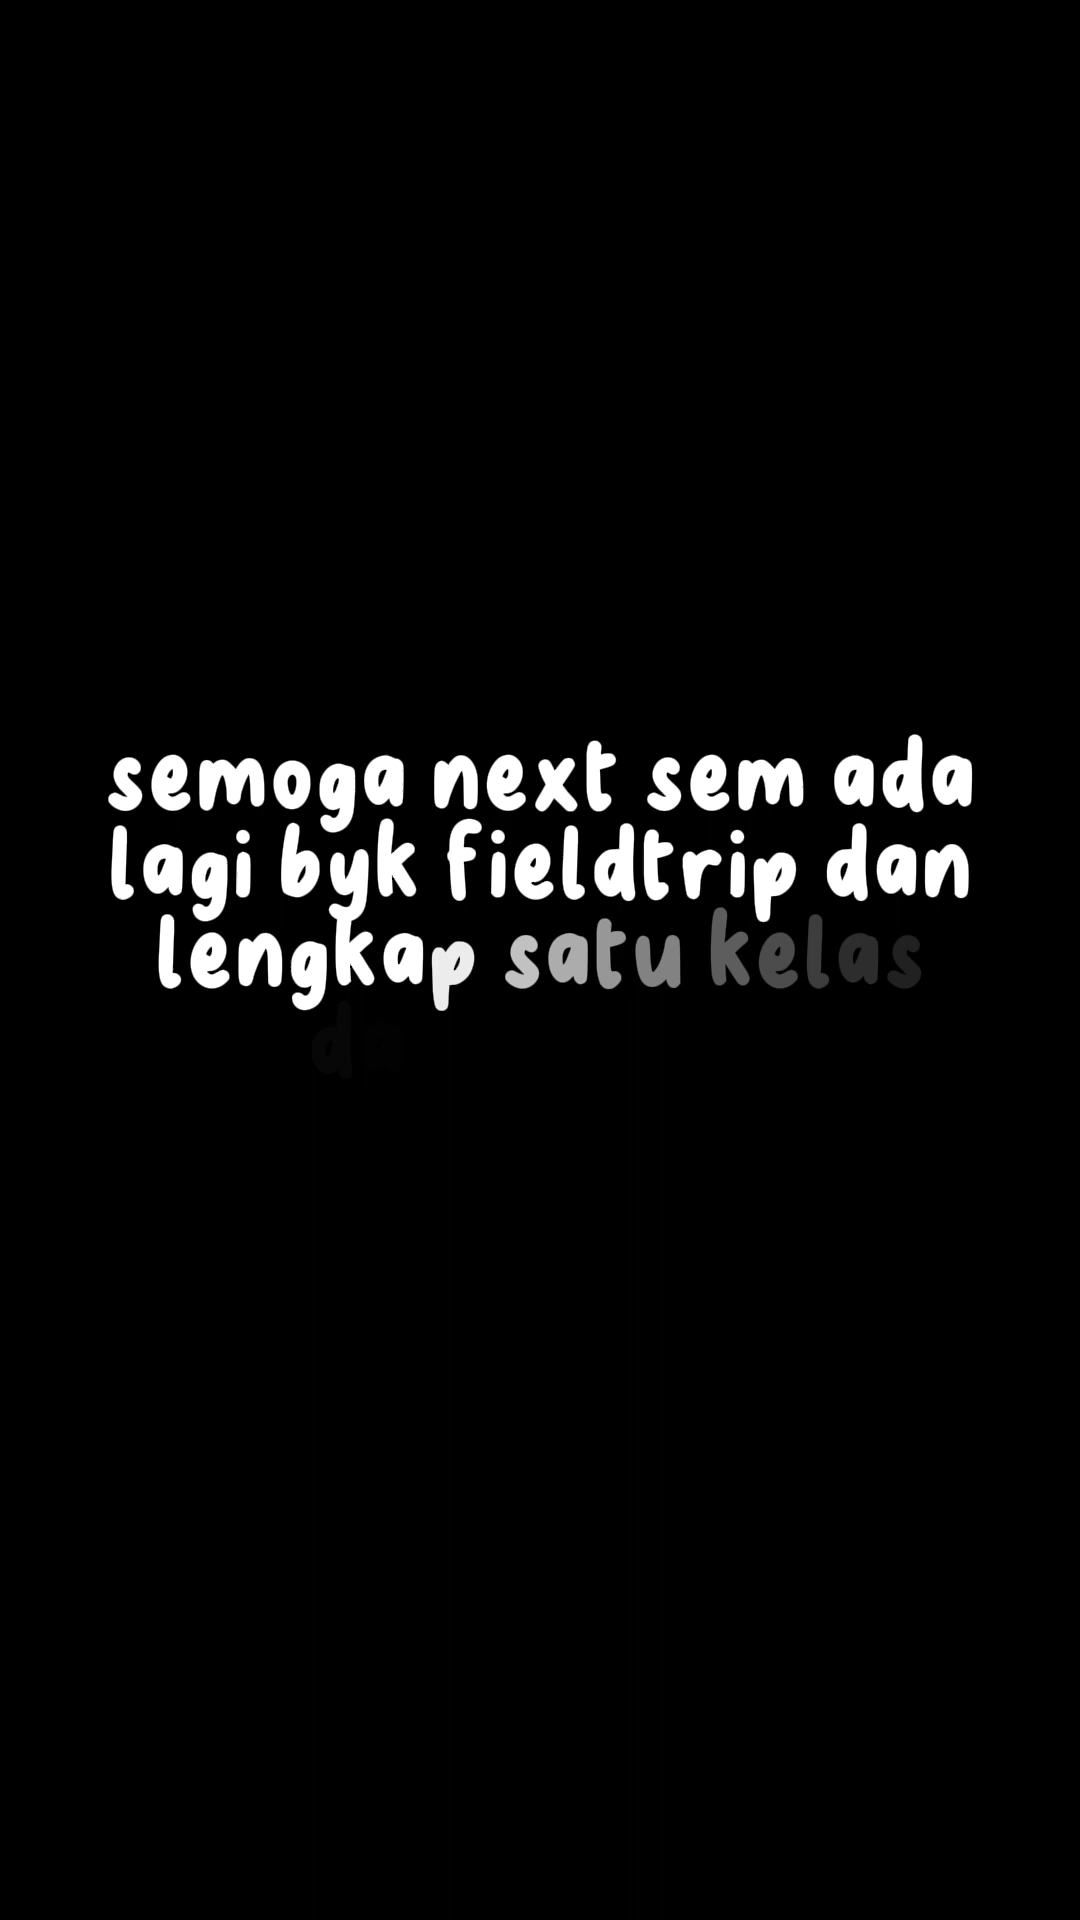 semoga next sem ada
lagi byk fieldtrip dan
lengkap satu kelas
da